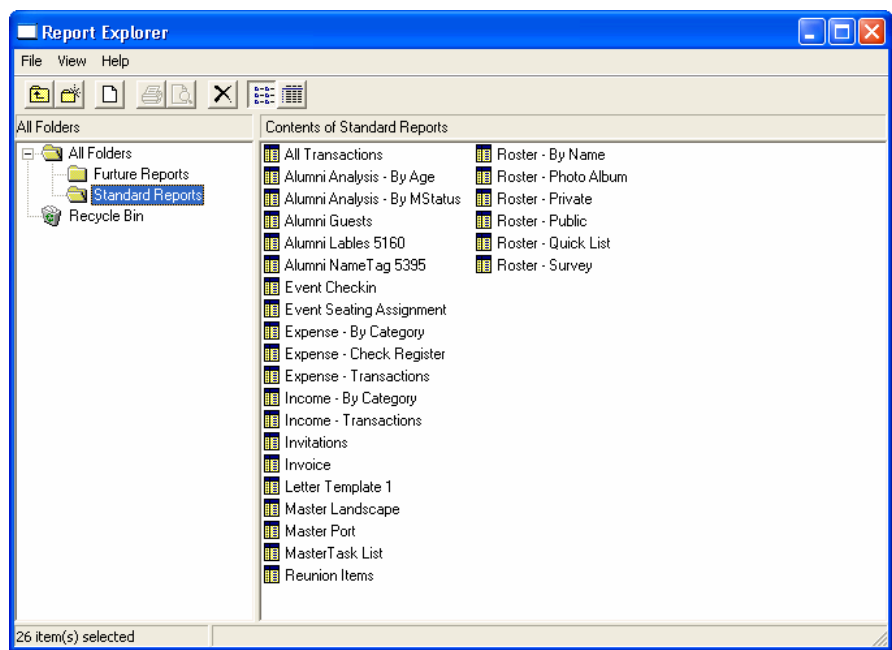 Report Explorer
File View Help
All Folders
Contents of Standard Reports
All Folders
Furture Reports
Standard Reports
Recycle Bin
All Transactions
Alumni Analysis - By Age
Alumni Analysis - By MStatus
Alumni Guests
Alumni Lables 5160
Alumni NameTag 5395
Event Checkin
Event Seating Assignment
Expense - By Category
Expense - Check Register
Expense - Transactions
Income - By Category
Income - Transactions
Invitations
Invoice
Letter Template 1
Master Landscape
Master Port
MasterTask List
Reunion Items
Roster - By Name
Roster - Photo Album
Roster - Private
Roster - Public
Roster - Quick List
Roster - Survey
26 item(s) selected